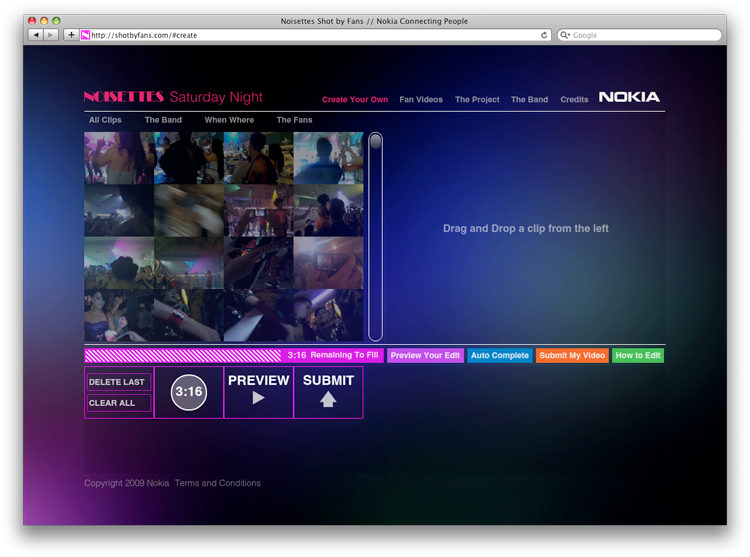 Noisettes Shot by Fans // Nokia Connecting People
http://shotbyfans.com/#create
Google
NOISETTES Saturday Night
Create Your Own Fan Videos The Project The Band Credits NOKIA
All Clips The Band When Where The Fans
Drag and Drop a clip from the left
3:16 Remaining To Fill Preview Your Edit Auto Complete Submit My Video How to Edit
DELETE LAST
CLEAR ALL
3:16
PREVIEW
SUBMIT
Copyright 2009 Nokia Terms and Conditions